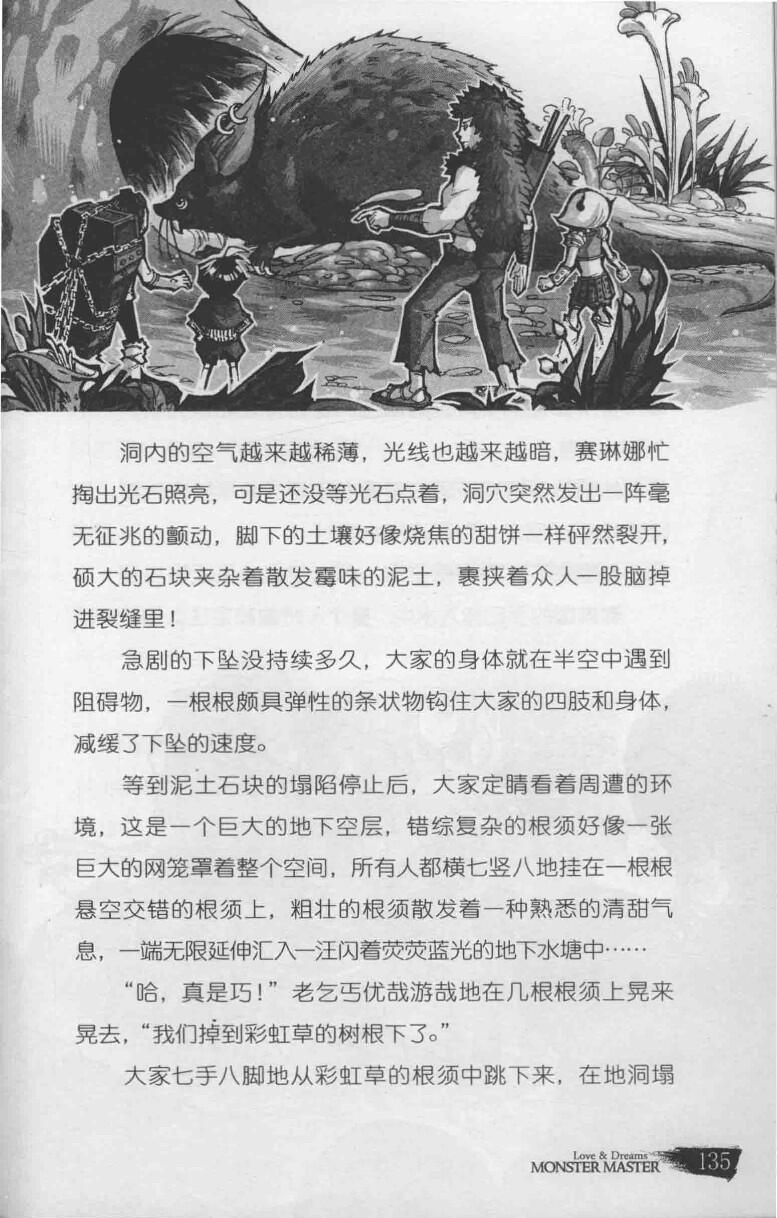 洞内的空气越来越稀薄，光线也越来越暗，赛琳娜忙
掏出光石照亮，可是还没等光石点着，洞穴突然发出一阵毫
无征兆的颤动，脚下的土壤好像烧焦的甜饼一样砰然裂开，
硕大的石块夹杂着散发霉味的泥土，裹挟着众人一股脑掉
进裂缝里！
急剧的下坠没持续多久，大家的身体就在半空中遇到
阻碍物，一根根颇具弹性的条状物钩住大家的四肢和身体，
减缓了下坠的速度。
等到泥土石块的塌陷停止后，大家定睛看着周遭的环
境，这是一个巨大的地下空层，错综复杂的根须好像一张
巨大的网笼罩着整个空间，所有人都横七竖八地挂在一根根
悬空交错的根须上，粗壮的根须散发着一种熟悉的清甜气
息，一端无限延伸汇入一汪闪着荧荧蓝光的地下水塘中……
“哈，真是巧！”老乞丐优哉游哉地在几根根须上晃来
晃去，“我们掉到彩虹草的树根下了。”
大家七手八脚地从彩虹草的根须中跳下来，在地洞塌
Love & Dreams
MONSTER MASTER 135